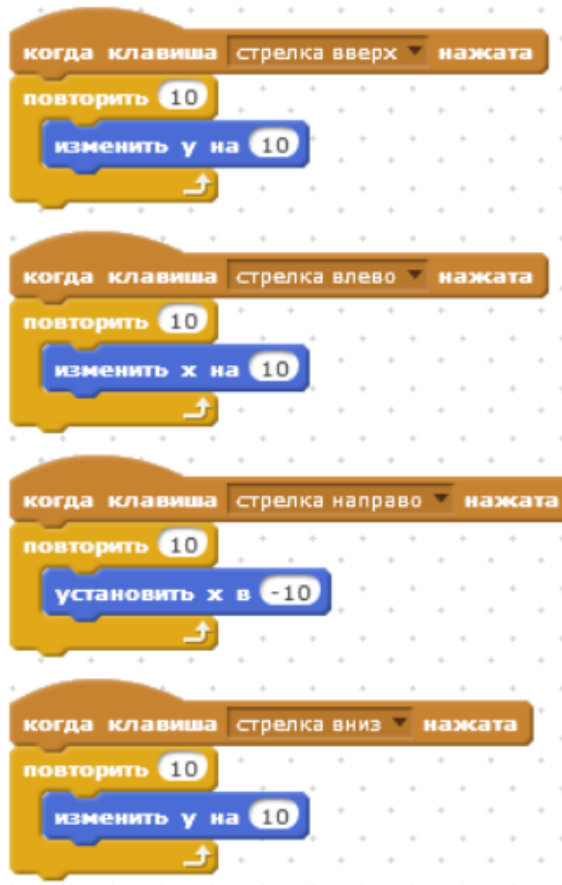 когда клавиша стрелка вверх нажата
повторить 10
изменить y на 10
когда клавиша стрелка влево нажата
повторить 10
изменить x на 10
когда клавиша стрелка направо нажата
повторить 10
установить x в -10
когда клавиша стрелка вниз нажата
повторить 10
изменить y на 10